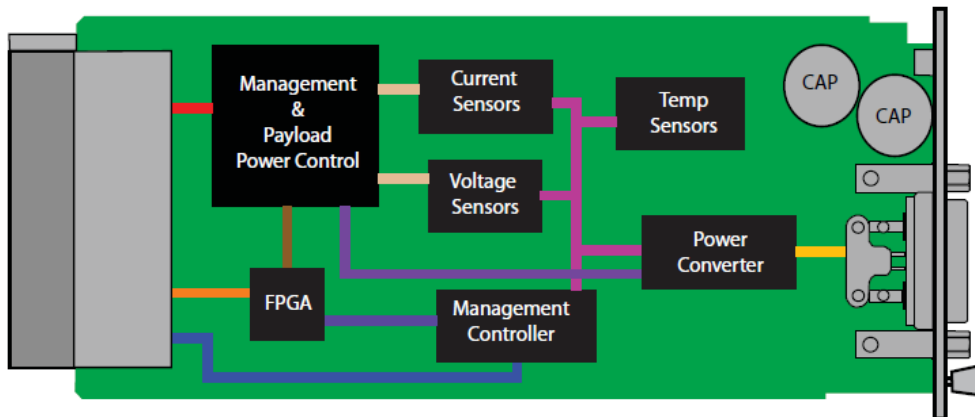 Management
&
Payload
Power Control
Current
Sensors
Temp
Sensors
CAP
CAP
Voltage
Sensors
Power
Converter
FPGA
Management
Controller